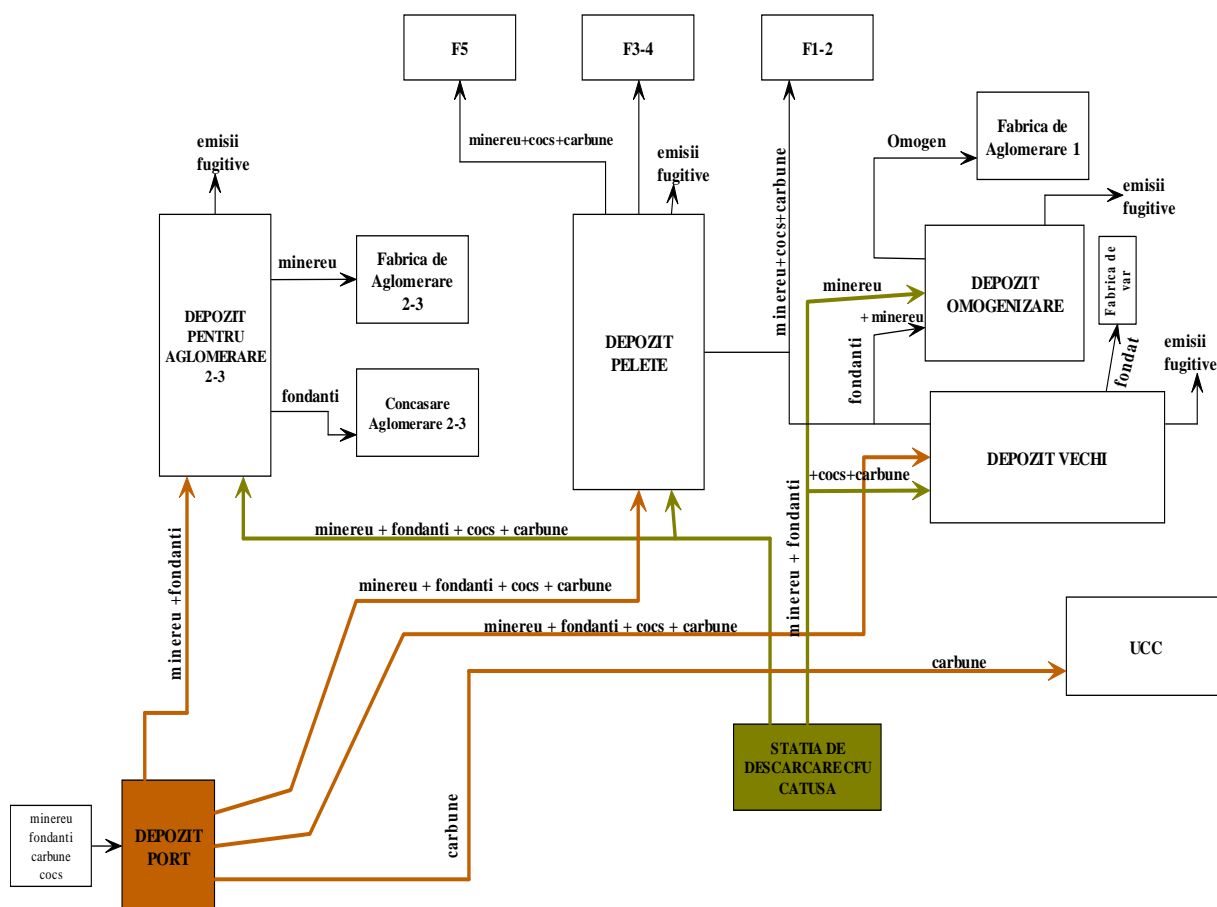 F5
F3-4
F1-2
emisii
fugitive
minereu+cocs+carbune
emisii
fugitive
minereu+cocs+carbune
Omogen
Fabrica de
Aglomerare 1
emisii
fugitive
minereu
Fabrica de
Aglomerare
2-3
DEPOZIT
PENTRU
AGLOMERARE
2-3
fondanti
Concasare
Aglomerare 2-3
DEPOZIT
PELETE
minereu
DEPOZIT
OMOGENIZARE
+ minereu
fondanti
Fabrica de
var
fondat
emisii
fugitive
DEPOZIT VECHI
+cocs+carbune
minereu + fondanti
minereu + fondanti + cocs + carbune
minereu +fondanti
minereu + fondanti + cocs + carbune
minereu + fondanti + cocs + carbune
carbune
UCC
STATIA DE
DESCARCARE CFU
CATUSA
minereu
fondanti
carbune
cocs
DEPOZIT
PORT
carbune